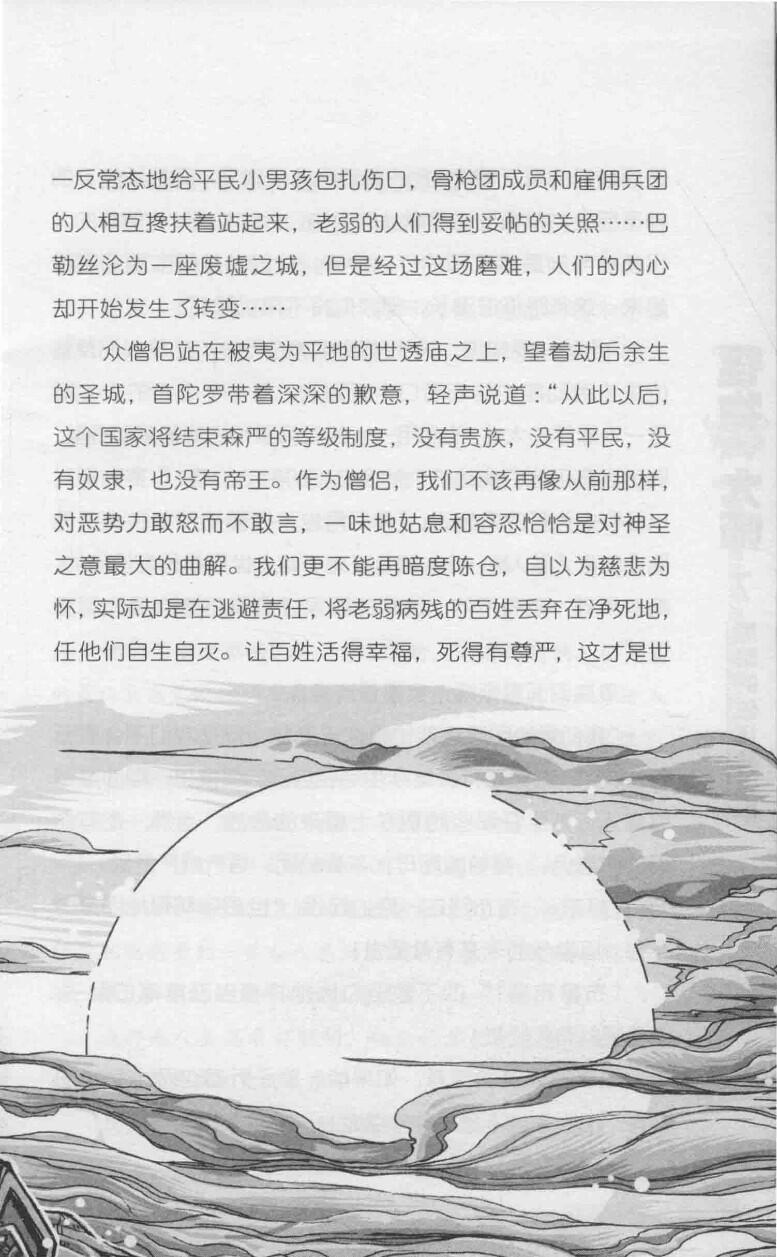 一反常态地给平民小男孩包扎伤口，骨枪团成员和雇佣兵团
的人相互搀扶着站起来，老弱的人们得到妥帖的关照……巴
勒丝沦为一座废墟之城，但是经过这场磨难，人们的内心
却开始发生了转变……
众僧侣站在被夷为平地的世透庙之上，望着劫后余生
的圣城，首陀罗带着深深的歉意，轻声说道：“从此以后，
这个国家将结束森严的等级制度，没有贵族，没有平民，没
有奴隶，也没有帝王。作为僧侣，我们不该再像从前那样，
对恶势力敢怒而不敢言，一味地姑息和容忍恰恰是对神圣
之意最大的曲解。我们更不能再暗度陈仓，自以为慈悲为
怀，实际却是在逃避责任，将老弱病残的百姓丢弃在净死地，
任他们自生自灭。让百姓活得幸福，死得有尊严，这才是世